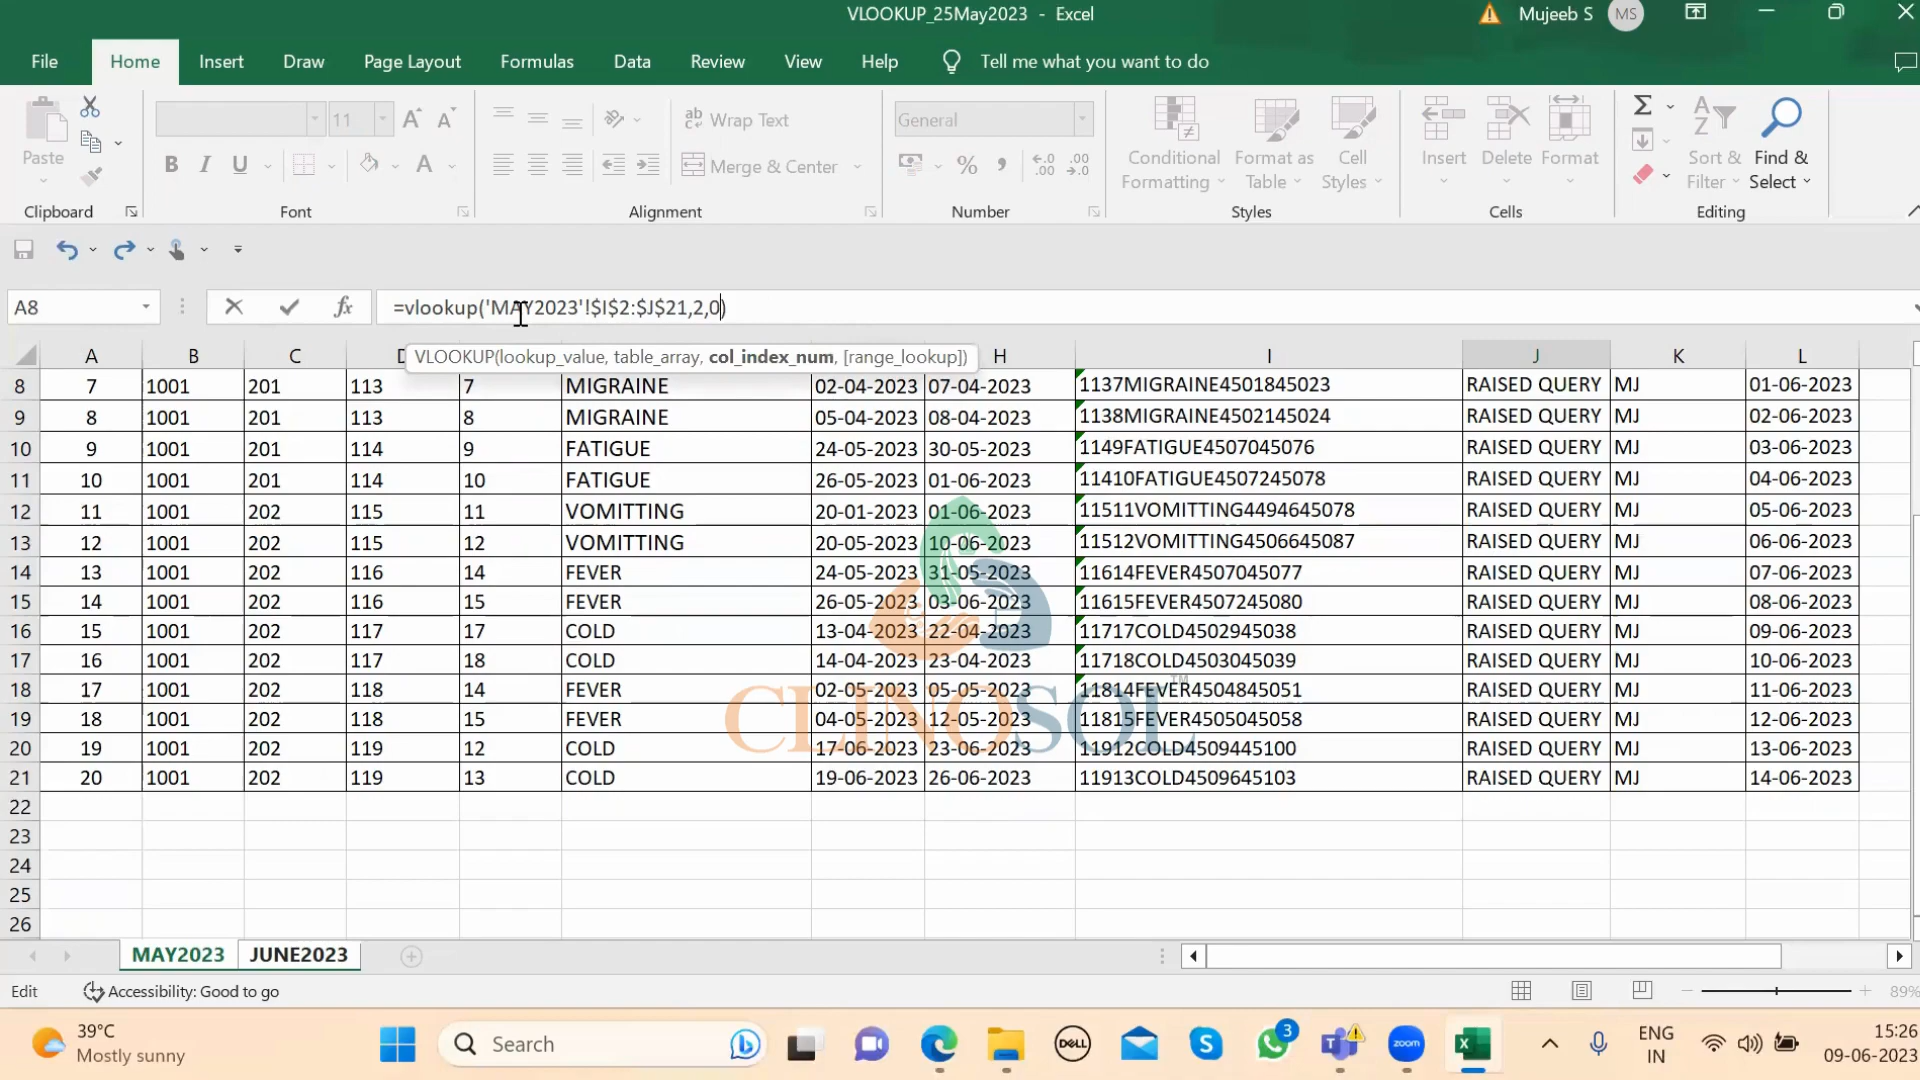 VLOOKUP_25May2023 - Excel
Mujeeb S MS
File Home Insert Draw Page Layout Formulas Data Review View Help Tell me what you want to do
11 A A ab Wrap Text General
Paste B I U A Merge & Center % , Conditional Formatting Format as Table Cell Styles Insert Delete Format Sort & Filter Find & Select
Clipboard Font Alignment Number Styles Cells Editing
A8 fx =vlookup('MAY2023'!$I$2:$J$21,2,0)
VLOOKUP(lookup_value, table_array, col_index_num, [range_lookup])
A B C D H I J K L
8 7 1001 201 113 7 MIGRAINE 02-04-2023 07-04-2023 1137MIGRAINE4501845023 RAISED QUERY MJ 01-06-2023
9 8 1001 201 113 8 MIGRAINE 05-04-2023 08-04-2023 1138MIGRAINE4502145024 RAISED QUERY MJ 02-06-2023
10 9 1001 201 114 9 FATIGUE 24-05-2023 30-05-2023 1149FATIGUE4507045076 RAISED QUERY MJ 03-06-2023
11 10 1001 201 114 10 FATIGUE 26-05-2023 01-06-2023 11410FATIGUE4507245078 RAISED QUERY MJ 04-06-2023
12 11 1001 202 115 11 VOMITTING 20-01-2023 01-06-2023 11511VOMITTING4494645078 RAISED QUERY MJ 05-06-2023
13 12 1001 202 115 12 VOMITTING 20-05-2023 10-06-2023 11512VOMITTING4506645087 RAISED QUERY MJ 06-06-2023
14 13 1001 202 116 14 FEVER 24-05-2023 31-05-2023 11614FEVER4507045077 RAISED QUERY MJ 07-06-2023
15 14 1001 202 116 15 FEVER 26-05-2023 03-06-2023 11615FEVER4507245080 RAISED QUERY MJ 08-06-2023
16 15 1001 202 117 17 COLD 13-04-2023 22-04-2023 11717COLD4502945038 RAISED QUERY MJ 09-06-2023
17 16 1001 202 117 18 COLD 14-04-2023 23-04-2023 11718COLD4503045039 RAISED QUERY MJ 10-06-2023
18 17 1001 202 118 14 FEVER 02-05-2023 05-05-2023 11814FEVER4504845051 RAISED QUERY MJ 11-06-2023
19 18 1001 202 118 15 FEVER 04-05-2023 12-05-2023 11815FEVER4505045058 RAISED QUERY MJ 12-06-2023
20 19 1001 202 119 12 COLD 17-06-2023 23-06-2023 11912COLD4509445100 RAISED QUERY MJ 13-06-2023
21 20 1001 202 119 13 COLD 19-06-2023 26-06-2023 11913COLD4509645103 RAISED QUERY MJ 14-06-2023
CLINOSOL™
22
23
24
25
26
MAY2023 JUNE2023
Edit Accessibility: Good to go 89%
39°C Mostly sunny
Search DELL 3 zoom ENG IN 15:26 09-06-2023